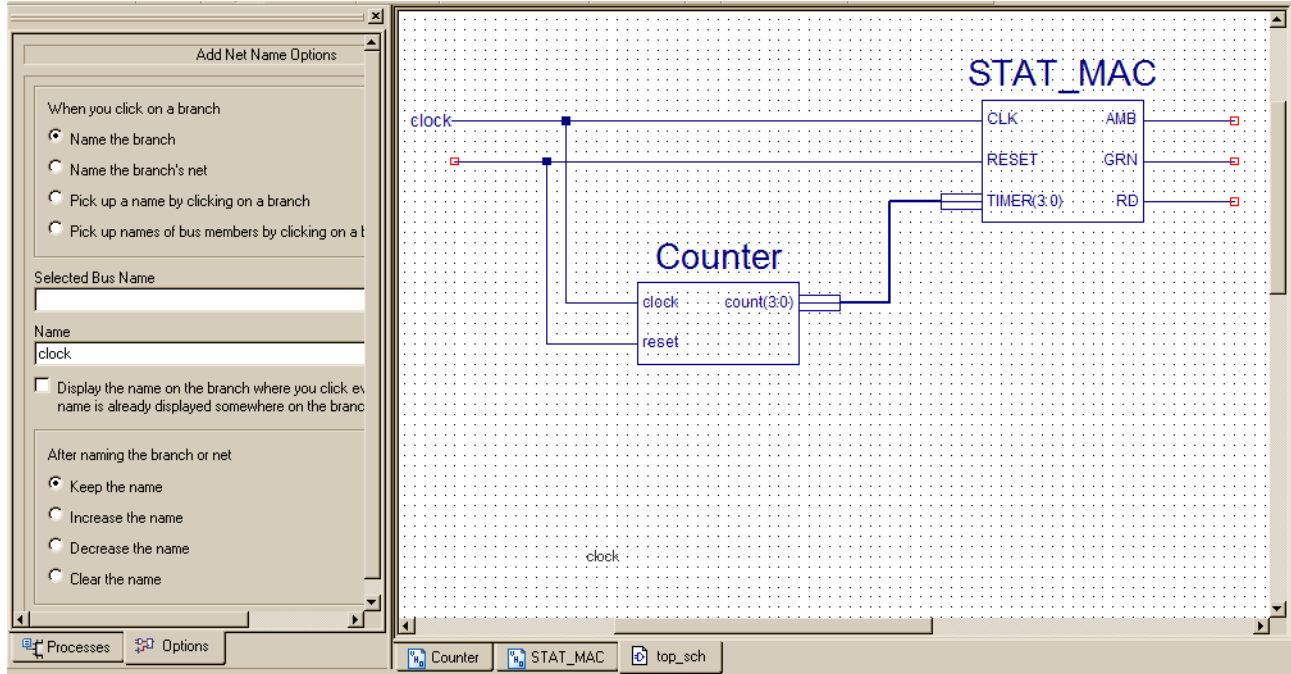 Add Net Name Options
When you click on a branch
Name the branch
Name the branch's net
Pick up a name by clicking on a branch
Pick up names of bus members by clicking on a b
Selected Bus Name
Name
clock
Display the name on the branch where you click ev
name is already displayed somewhere on the branc
After naming the branch or net
Keep the name
Increase the name
Decrease the name
Clear the name
Processes
Options
STAT_MAC
clock
CLK
AMB
RESET
GRN
TIMER(3:0)
RD
Counter
clock
count(3:0)
reset
clock
Counter
STAT_MAC
top_sch